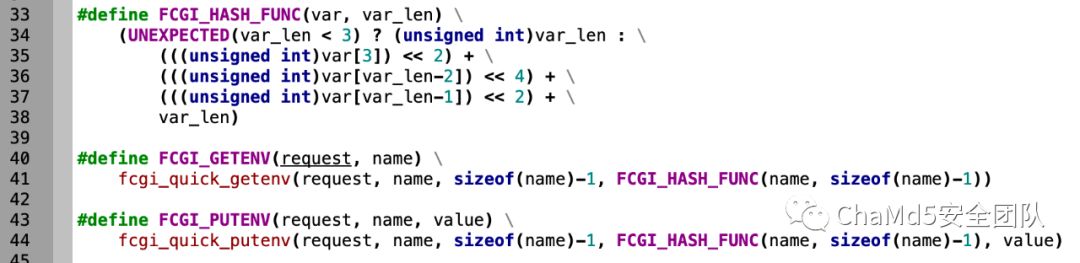 33 #define FCGI_HASH_FUNC(var, var_len) \
34 (UNEXPECTED(var_len < 3) ? (unsigned int)var_len : \
35 (((unsigned int)var[3]) << 2) + \
36 (((unsigned int)var[var_len-2]) << 4) + \
37 (((unsigned int)var[var_len-1]) << 2) + \
38 var_len)
39
40 #define FCGI_GETENV(request, name) \
41 fcgi_quick_getenv(request, name, sizeof(name)-1, FCGI_HASH_FUNC(name, sizeof(name)-1))
42
43 #define FCGI_PUTENV(request, name, value) \
ChaMd5安全团队
44 fcgi_quick_putenv(request, name, sizeof(name)-1, FCGI_HASH_FUNC(name, sizeof(name)-1), value)
45